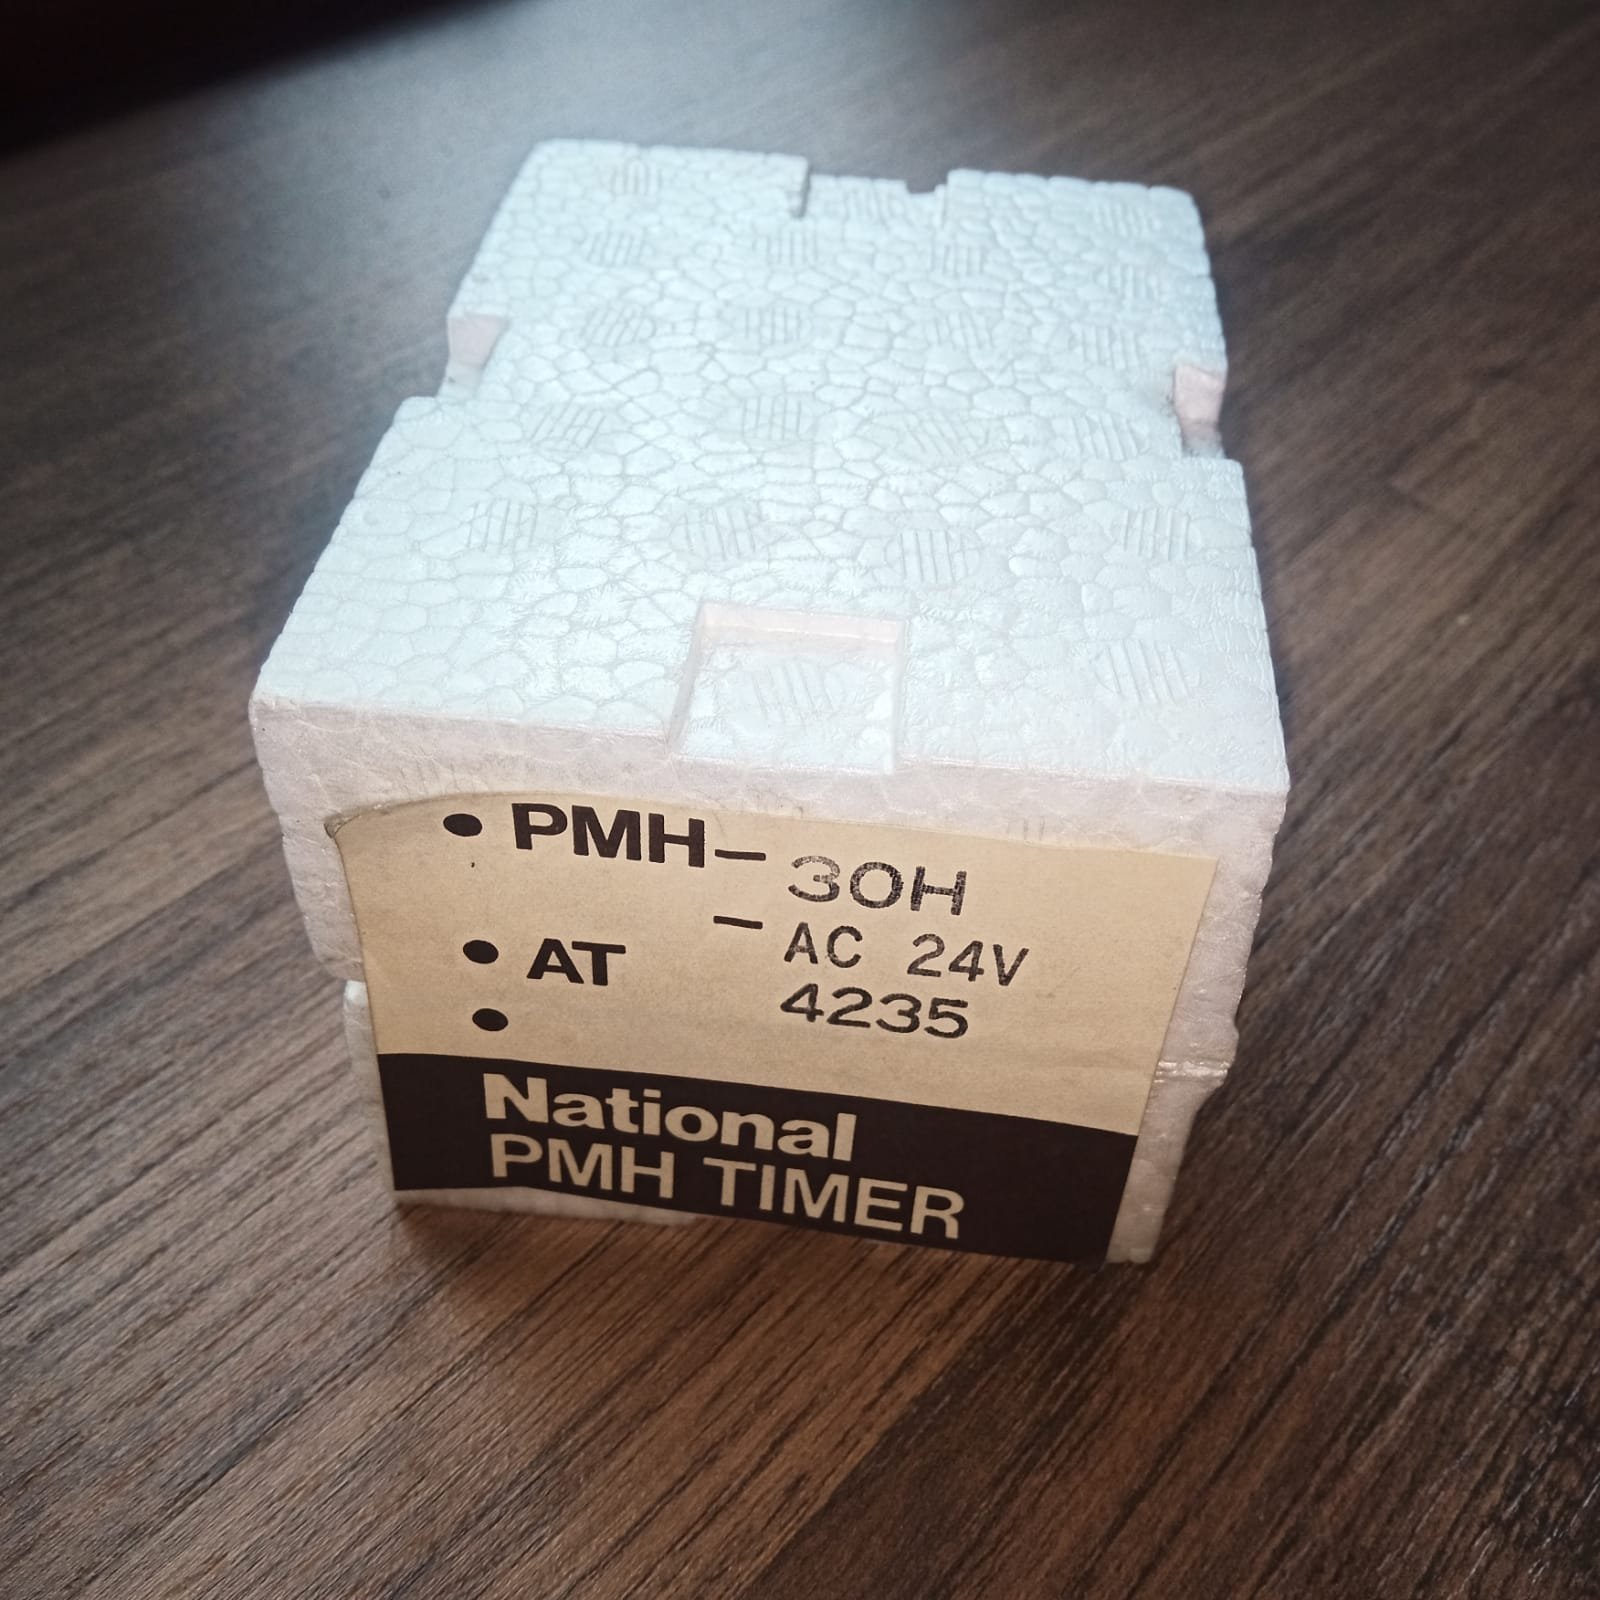 • PMH-30H
-AC 24V
• AT 4235
•
National
PMH TIMER